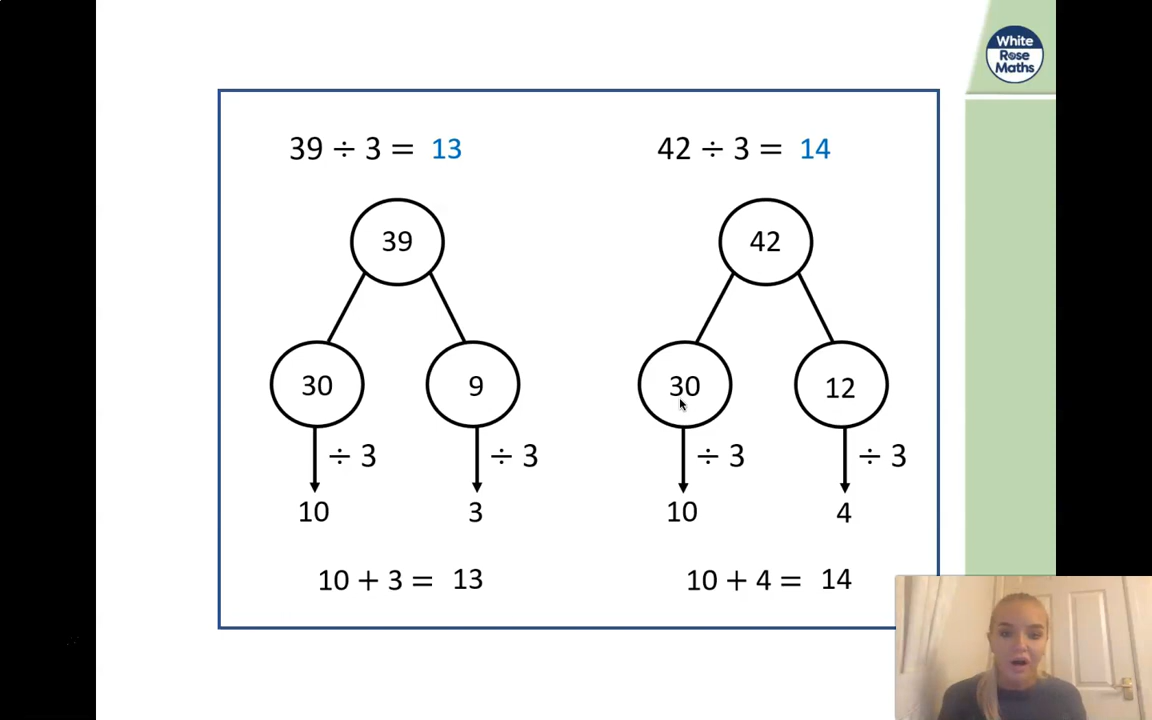 White
Rose
Maths
39 ÷ 3 = 13
39
30
9
÷ 3
÷ 3
10
3
10 + 3 = 13
42 ÷ 3 = 14
42
30
12
÷ 3
÷ 3
10
4
10 + 4 = 14